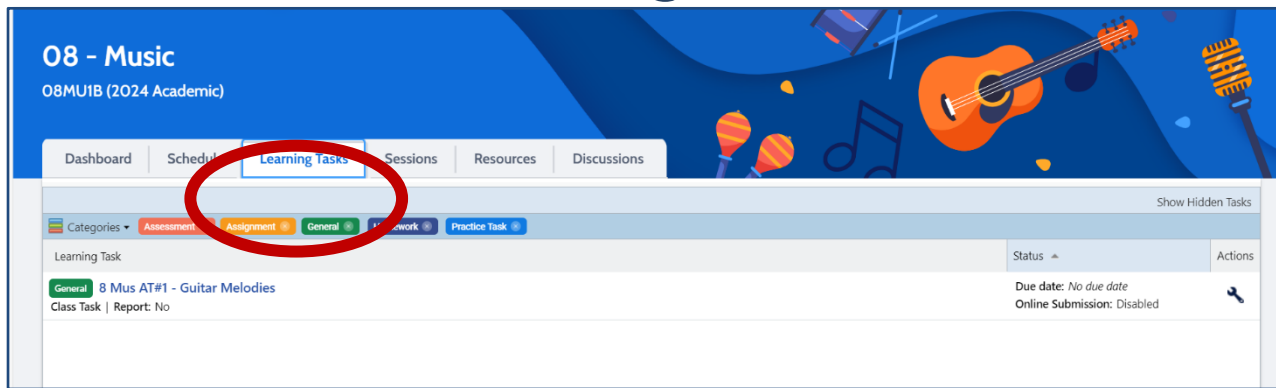 08 - Music
08MU1B (2024 Academic)
Dashboard Schedule Learning Tasks Sessions Resources Discussions
Show Hidden Tasks
Categories Assessment Assignment General Practice Task
Learning Task Status Actions
General 8 Mus AT#1 - Guitar Melodies Due date: No due date
Class Task | Report: No Online Submission: Disabled